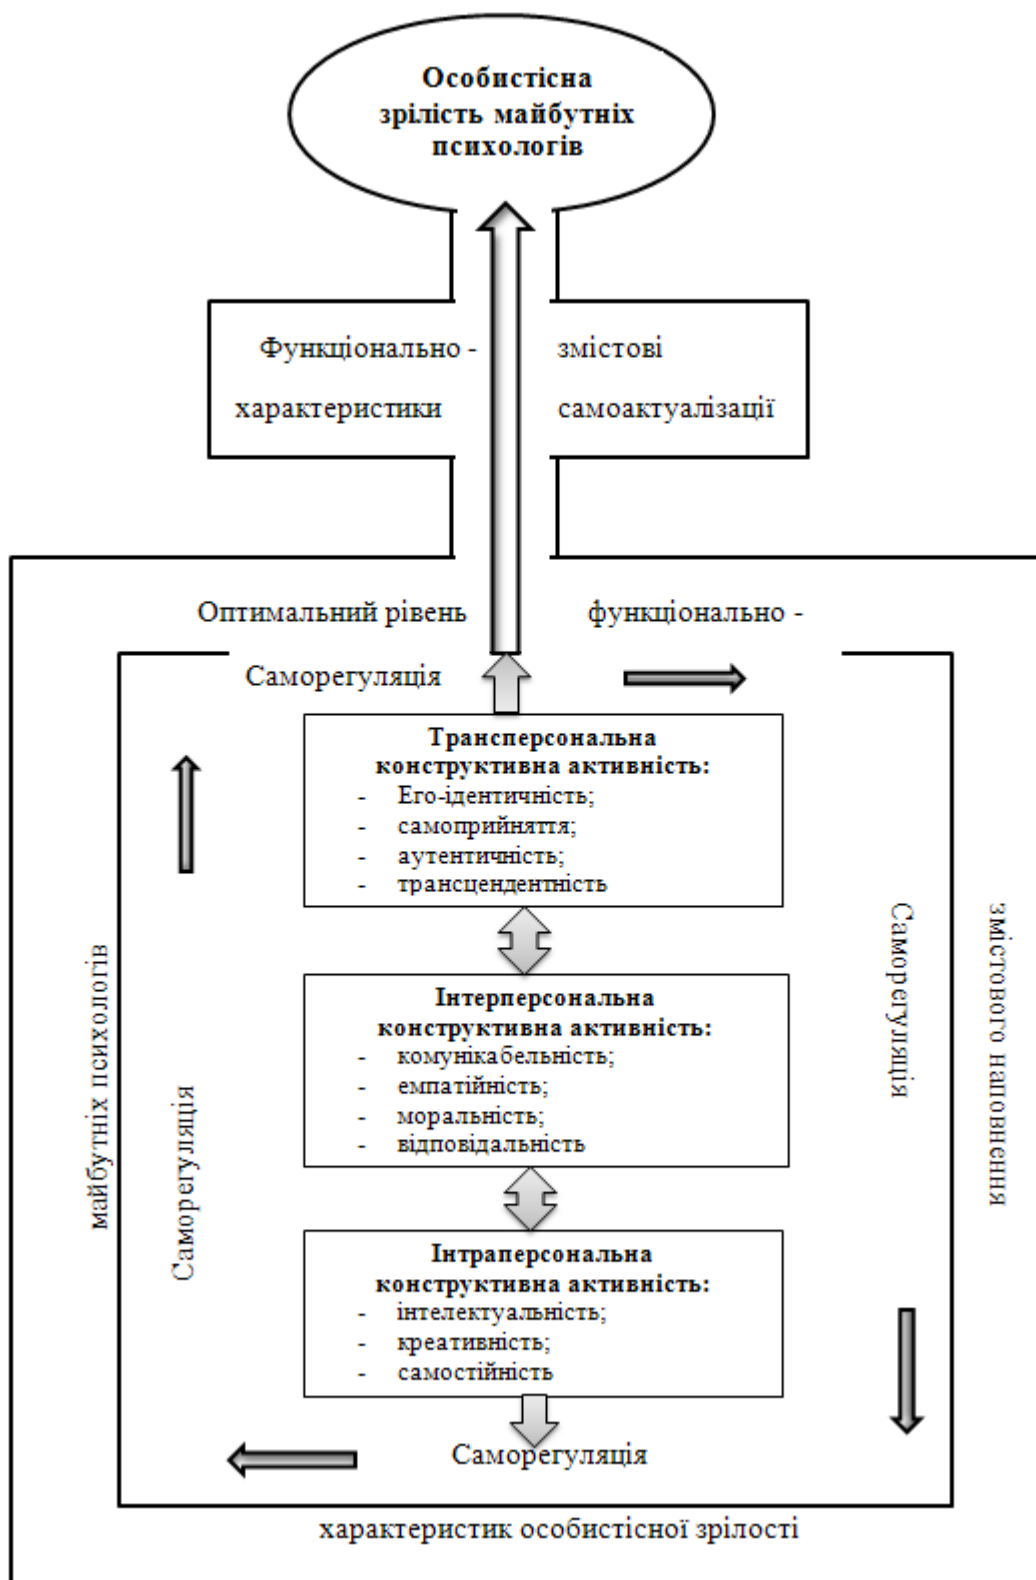 Особистісна
зрілість майбутніх
психологів
Функціонально - змістові
характеристики самоактуалізації
Оптимальний рівень функціонально -
Саморегуляція
Трансперсональна
конструктивна активність:
- Его-ідентичність;
- самоприйняття;
- аутентичність;
- трансцендентність
Саморегуляція
змістового наповнення
Інтерперсональна
конструктивна активність:
- комунікабельність;
- емпатійність;
- моральність;
- відповідальність
майбутніх психологів
Саморегуляція
Інтраперсональна
конструктивна активність:
- інтелектуальність;
- креативність;
- самостійність
Саморегуляція
характеристик особистісної зрілості